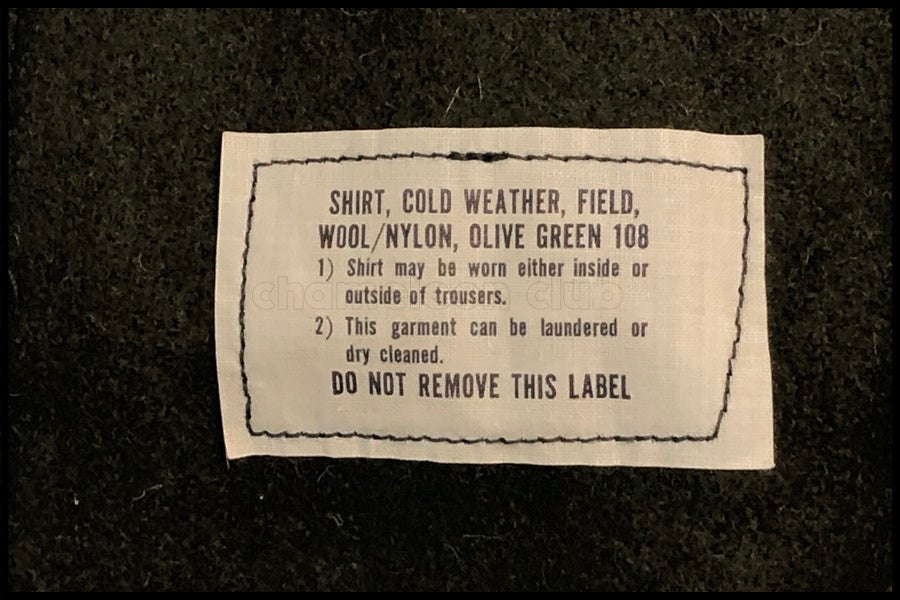 SHIRT, COLD WEATHER, FIELD,
WOOL/NYLON, OLIVE GREEN 108
1) Shirt may be worn either inside or
outside of trousers.
2) This garment can be laundered or
dry cleaned.
DO NOT REMOVE THIS LABEL